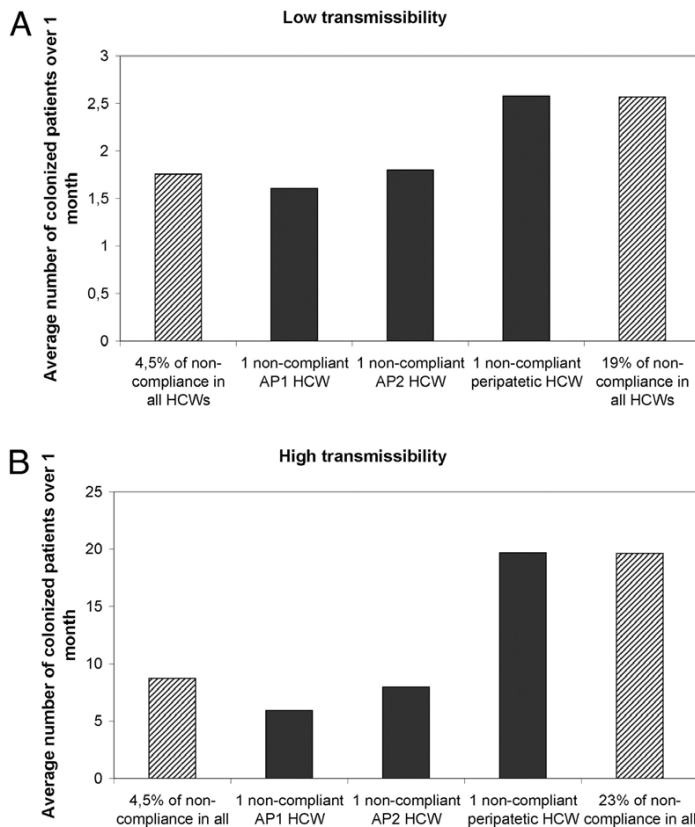 A
Low transmissibility
Average number of colonized patients over 1
month
3
2,5
2
1,5
1
0,5
0
4,5% of non-
compliance in
all HCWs
1 non-compliant
AP1 HCW
1 non-compliant
AP2 HCW
1 non-compliant
peripatetic HCW
19% of non-
compliance in
all HCWs
B
High transmissibility
Average number of colonized patients over 1
month
25
20
15
10
5
0
4,5% of non-
compliance in all
1 non-compliant
AP1 HCW
1 non-compliant
AP2 HCW
1 non-compliant
peripatetic HCW
23% of non-
compliance in all